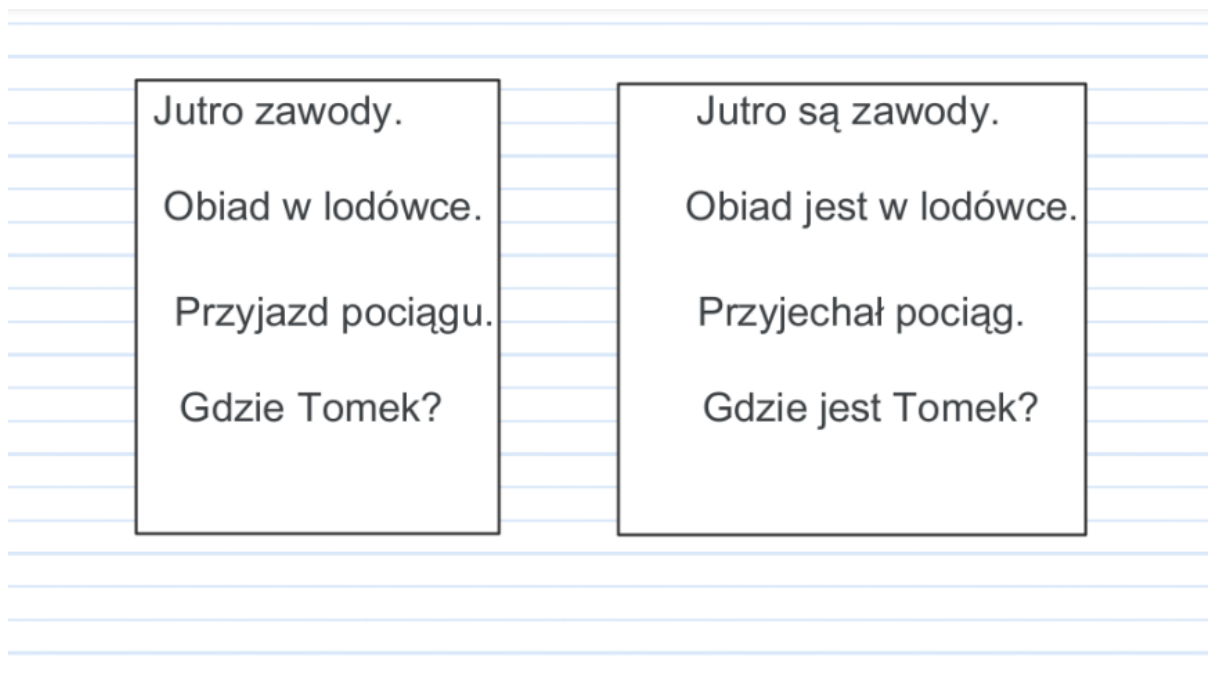 Jutro zawody.
Obiad w lodówce.
Przyjazd pociągu.
Gdzie Tomek?
Jutro są zawody.
Obiad jest w lodówce.
Przyjechał pociąg.
Gdzie jest Tomek?